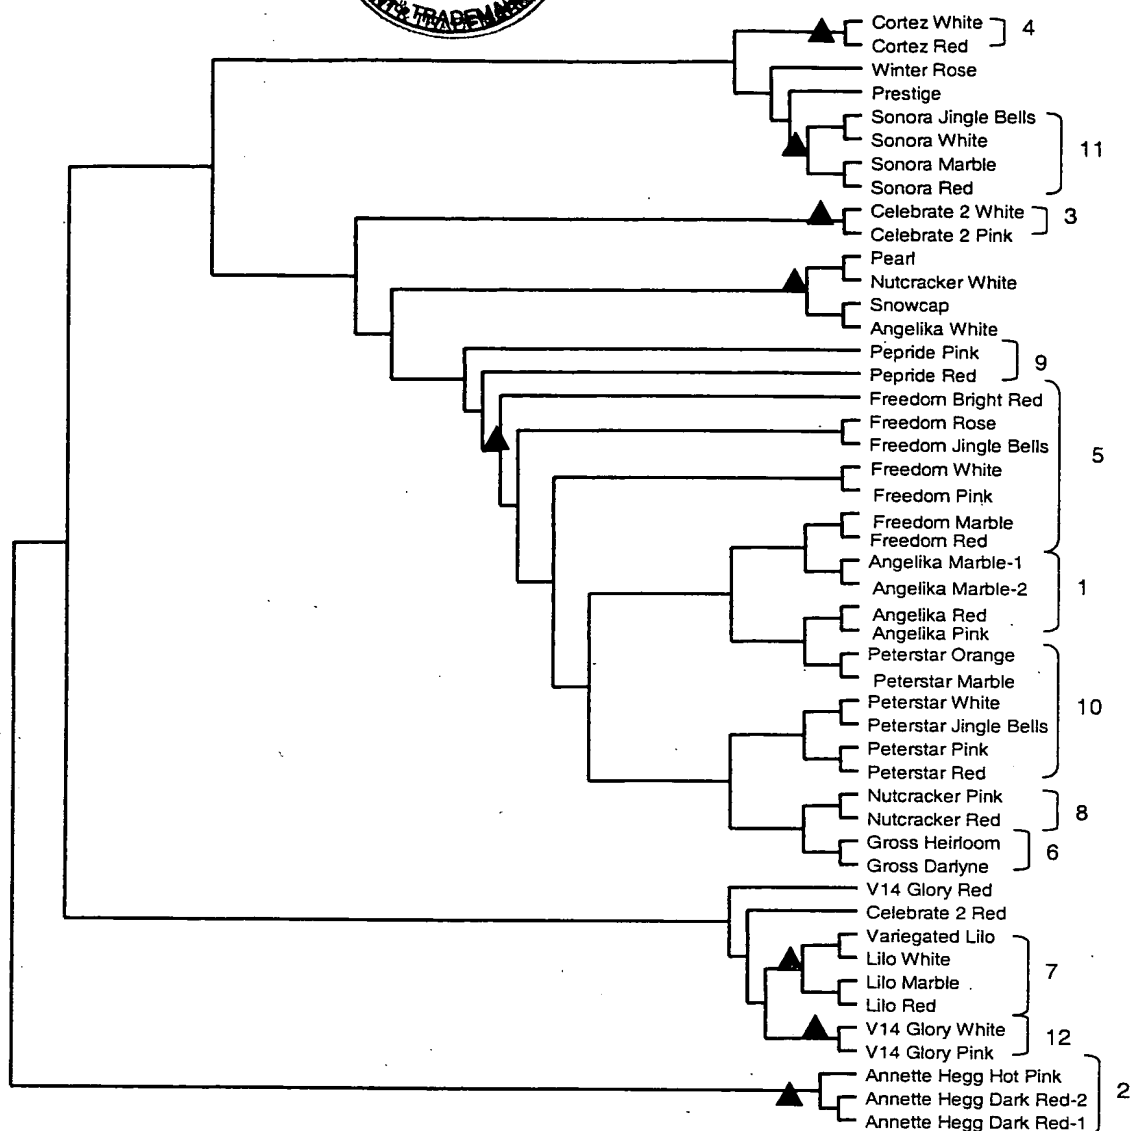 & TRADEMAR
Cortez White
4
Cortez Red
Winter Rose
Prestige
Sonora Jingle Bells
Sonora White
11
Sonora Marble
Sonora Red
Celebrate 2 White
3
Celebrate 2 Pink
Pearl
Nutcracker White
Snowcap
Angelika White
Pepride Pink
9
Pepride Red
Freedom Bright Red
Freedom Rose
Freedom Jingle Bells
5
Freedom White
Freedom Pink
Freedom Marble
Freedom Red
Angelika Marble-1
Angelika Marble-2
1
Angelika Red
Angelika Pink
Peterstar Orange
Peterstar Marble
Peterstar White
10
Peterstar Jingle Bells
Peterstar Pink
Peterstar Red
Nutcracker Pink
8
Nutcracker Red
Gross Heirloom
6
Gross Darlyne
V14 Glory Red
Celebrate 2 Red
Variegated Lilo
Lilo White
7
Lilo Marble
Lilo Red
V14 Glory White
12
V14 Glory Pink
Annette Hegg Hot Pink
2
Annette Hegg Dark Red-2
Annette Hegg Dark Red-1